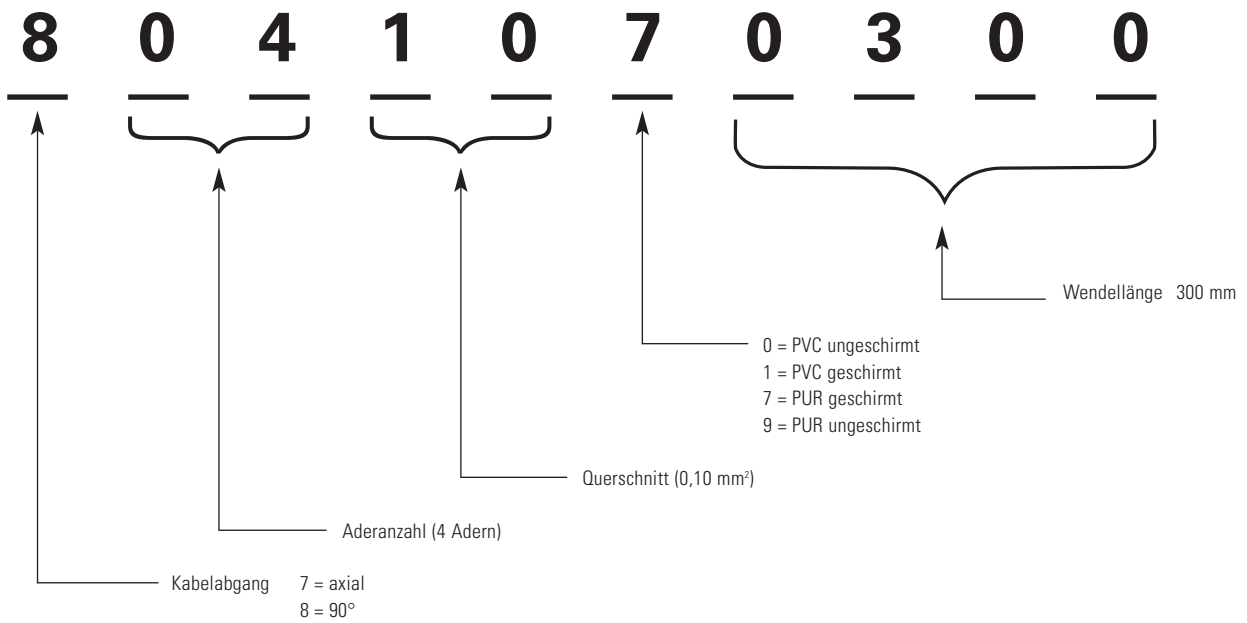 8 0 4 1 0 7 0 3 0 0
Wendellänge 300 mm
0 = PVC ungeschirmt
1 = PVC geschirmt
7 = PUR geschirmt
9 = PUR ungeschirmt
Querschnitt (0,10 mm²)
Aderanzahl (4 Adern)
Kabelabgang 7 = axial
8 = 90°